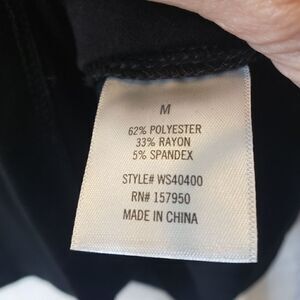 M
62% POLYESTER
33% RAYON
5% SPANDEX
STYLE# WS40400
RN# 157950
MADE IN CHINA